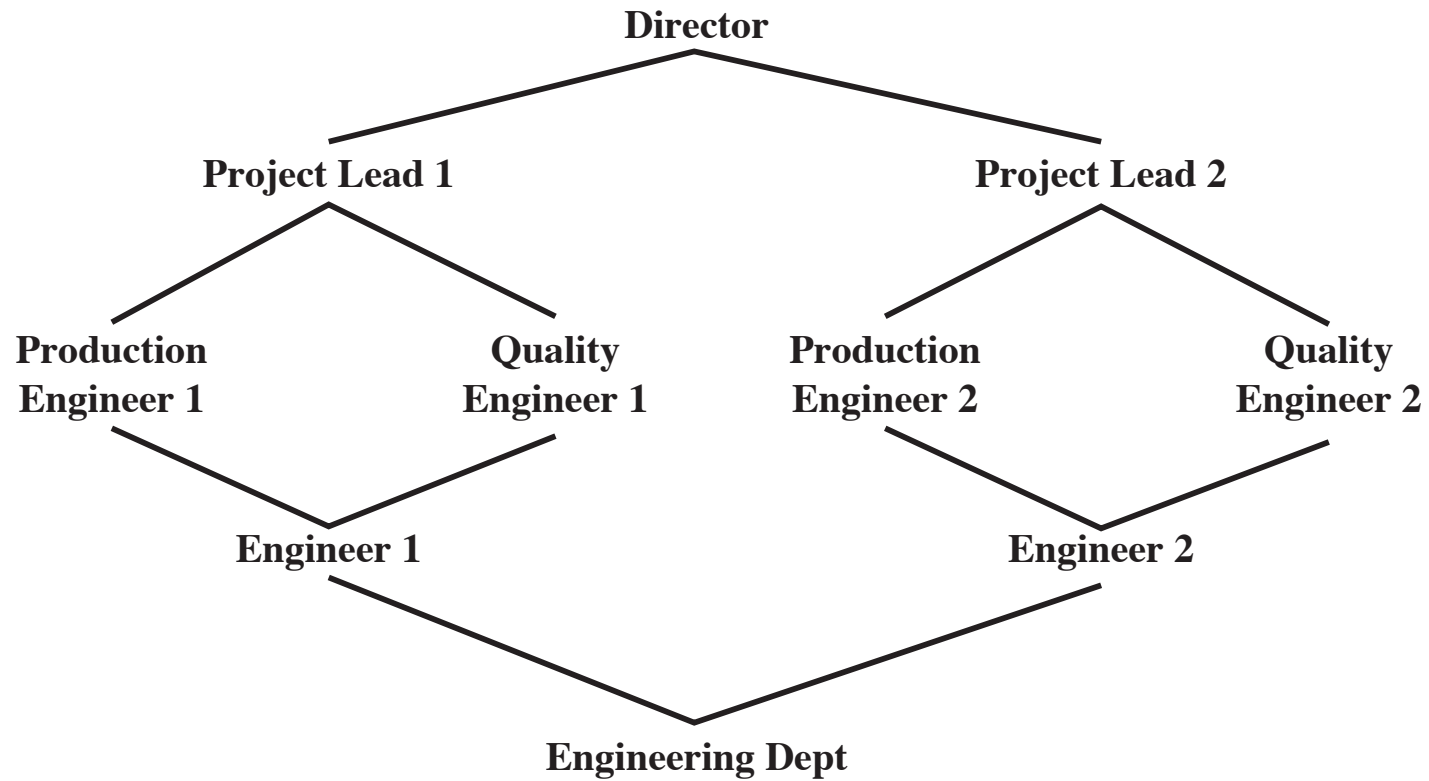 Director
Project Lead 1
Project Lead 2
Production
Engineer 1
Quality
Engineer 1
Production
Engineer 2
Quality
Engineer 2
Engineer 1
Engineer 2
Engineering Dept